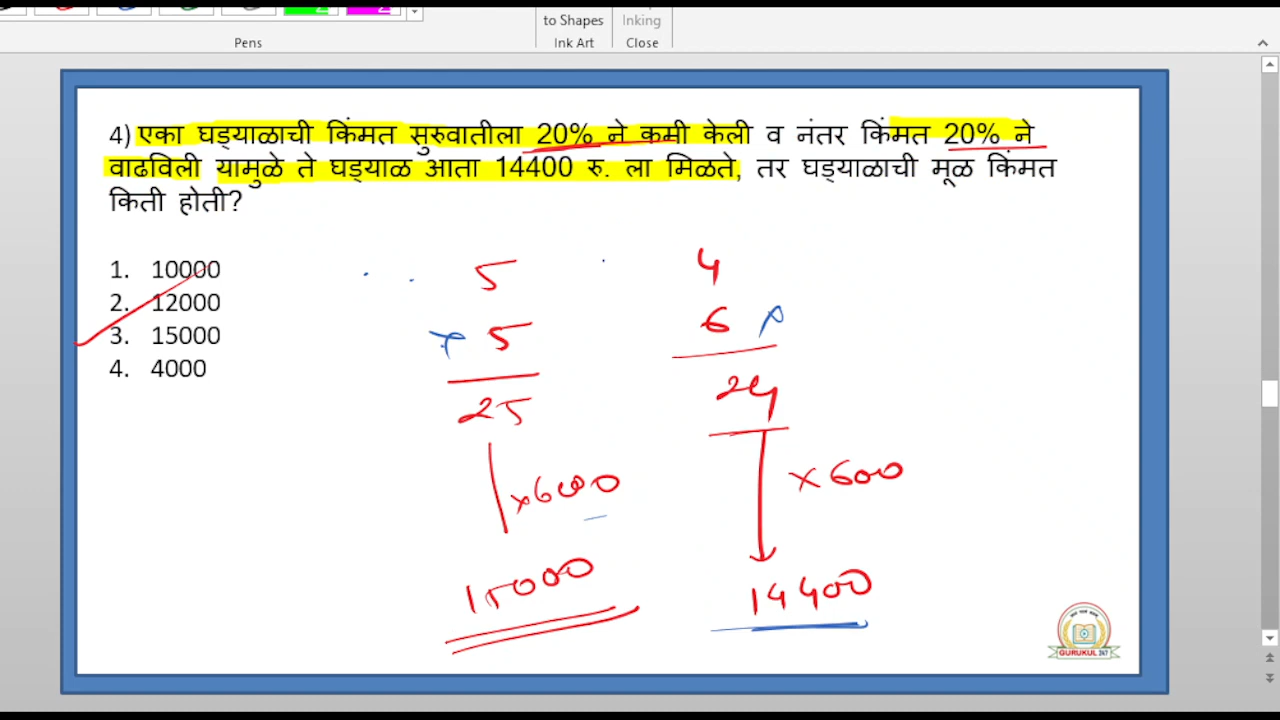 to Shapes
Inking
Pens
Ink Art
Close
4) एका घड्याळाची किंमत सुरुवातीला 20% ने कमी केली व नंतर किंमत 20% ने
वाढविली यामुळे ते घड्याळ आता 14400 रु. ला मिळते, तर घड्याळाची मूळ किंमत
किती होती?
1. 10000
2. 12000
3. 15000
4. 4000
5 4
5 6
25 24
×600 ×600
15000 14400
GURUKUL 247